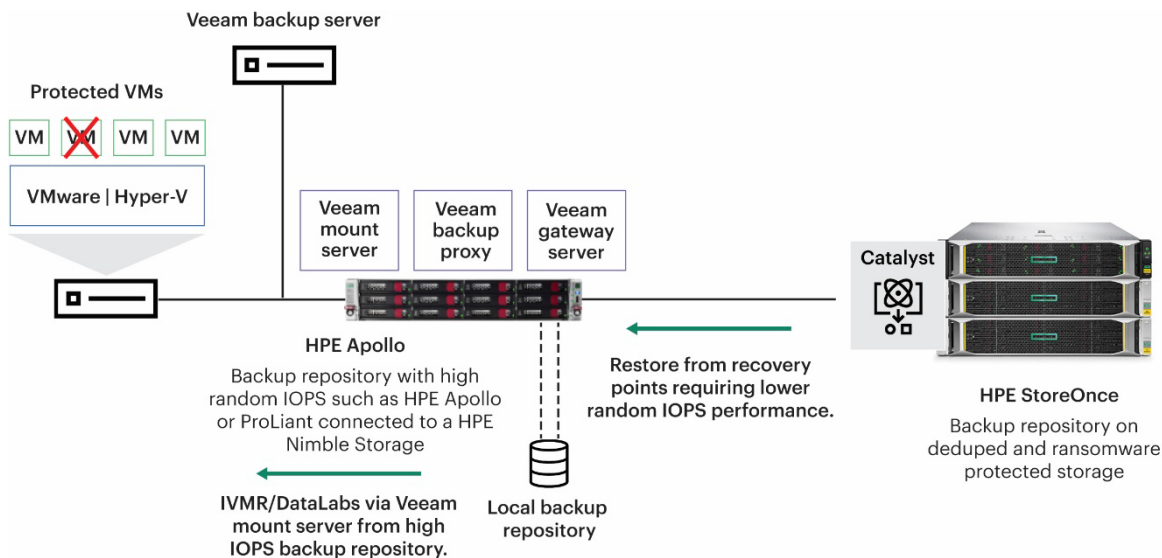 Veeam backup server
Protected VMs
VM VM VM VM
VMware | Hyper-V
Veeam
mount
server
Veeam
backup
proxy
Veeam
gateway
server
Catalyst
HPE Apollo
Backup repository with high
random IOPS such as HPE Apollo
or ProLiant connected to a HPE
Nimble Storage
IVMR/DataLabs via Veeam
mount server from high
IOPS backup repository.
Restore from recovery
points requiring lower
random IOPS performance.
Local backup
repository
HPE StoreOnce
Backup repository on
deduped and ransomware
protected storage